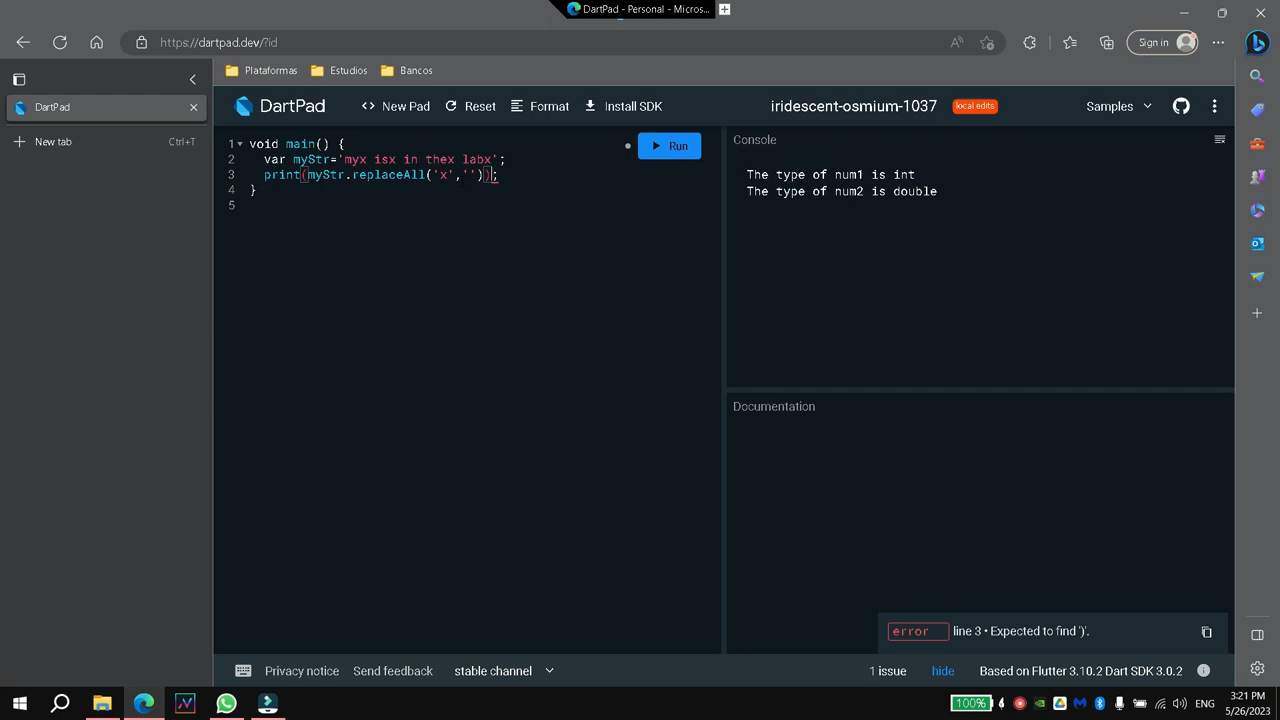 DartPad - Personal - Micros...
https://dartpad.dev/?id
Sign in
Plataformas
Estudios
Bancos
DartPad
New tab
Ctrl+T
DartPad
<> New Pad
Reset
Format
Install SDK
iridescent-osmium-1037
local edits
Samples
1 void main() {
2 var myStr='myx isx in thex labx';
3 print(myStr.replaceAll('x',''));
4 }
5
Run
Console
The type of num1 is int
The type of num2 is double
Documentation
error line 3 • Expected to find ')'.
Privacy notice
Send feedback
stable channel
1 issue
hide
Based on Flutter 3.10.2 Dart SDK 3.0.2
100%
ENG
3:21 PM
5/26/2023